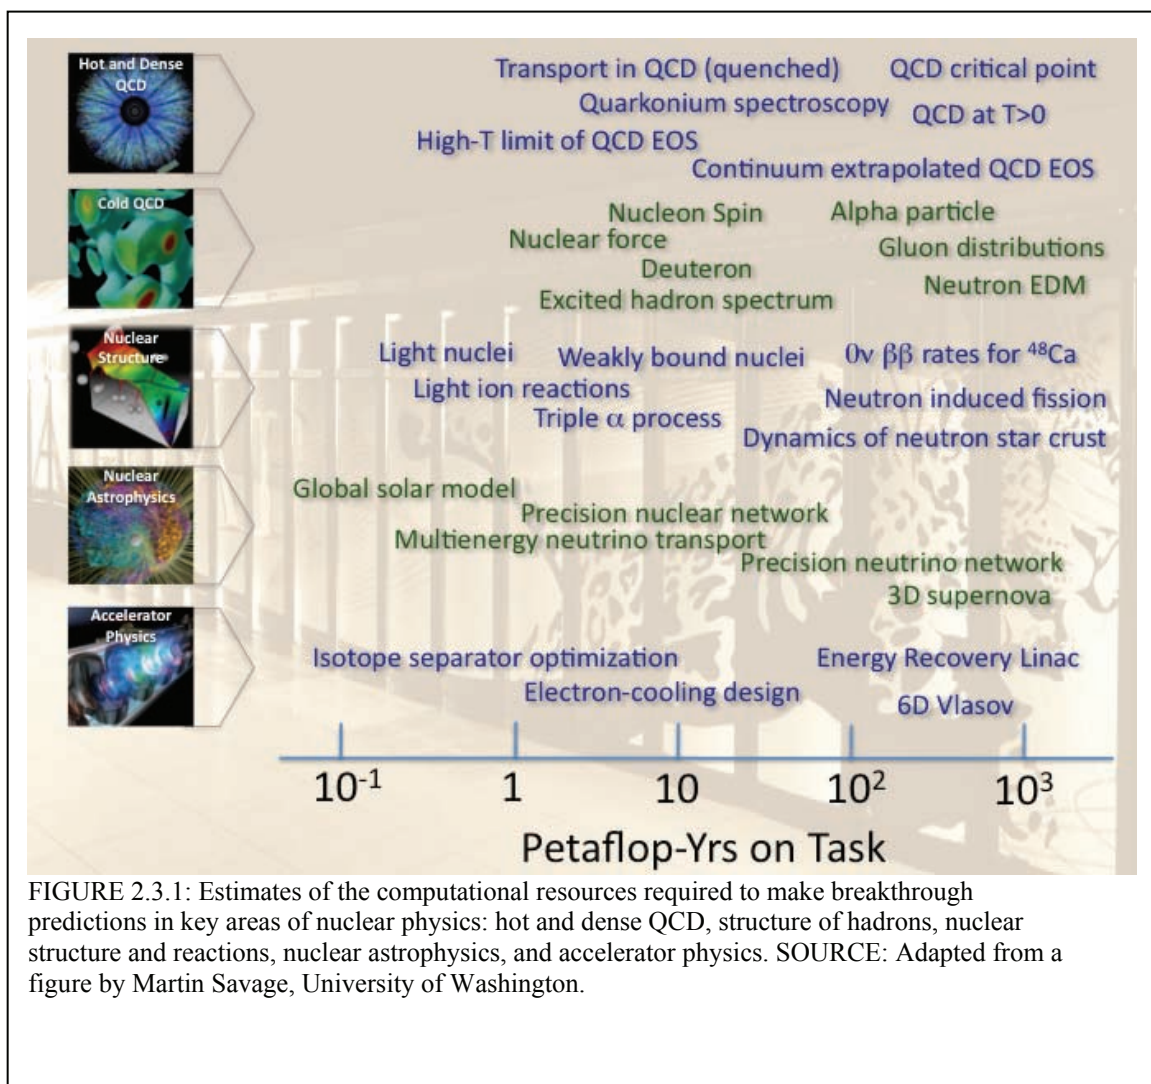 Hot and Dense
QCD
Transport in QCD (quenched)
QCD critical point
Quarkonium spectroscopy
QCD at T>0
High-T limit of QCD EOS
Continuum extrapolated QCD EOS
Cold QCD
Nucleon Spin
Alpha particle
Nuclear force
Gluon distributions
Deuteron
Neutron EDM
Excited hadron spectrum
Nuclear
Structure
Light nuclei
Weakly bound nuclei
0ν ββ rates for ⁴⁸Ca
Light ion reactions
Neutron induced fission
Triple α process
Dynamics of neutron star crust
Nuclear
Astrophysics
Global solar model
Precision nuclear network
Multienergy neutrino transport
Precision neutrino network
3D supernova
Accelerator
Physics
Isotope separator optimization
Energy Recovery Linac
Electron-cooling design
6D Vlasov
10⁻¹ 1 10 10² 10³
Petaflop-Yrs on Task
FIGURE 2.3.1: Estimates of the computational resources required to make breakthrough
predictions in key areas of nuclear physics: hot and dense QCD, structure of hadrons, nuclear
structure and reactions, nuclear astrophysics, and accelerator physics. SOURCE: Adapted from a
figure by Martin Savage, University of Washington.